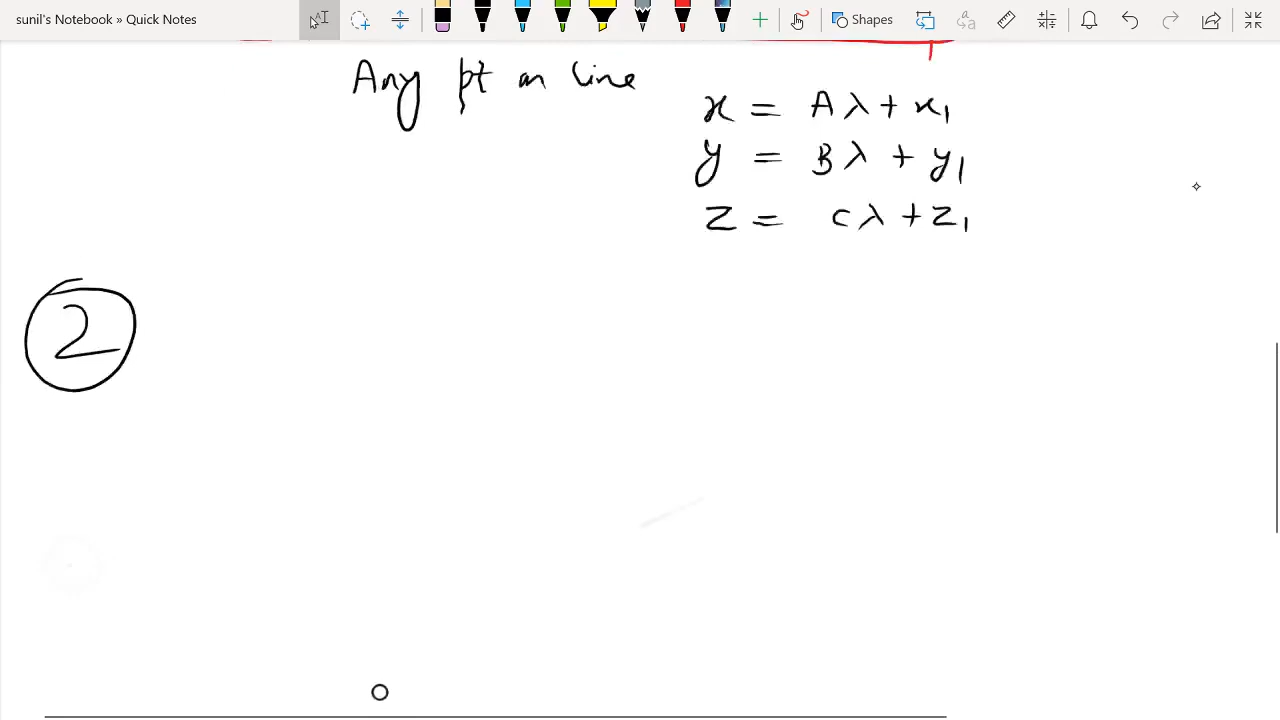 sunil's Notebook » Quick Notes
Shapes
Any pt on line
x = Aλ + x₁
y = Bλ + y₁
z = cλ + z₁
2